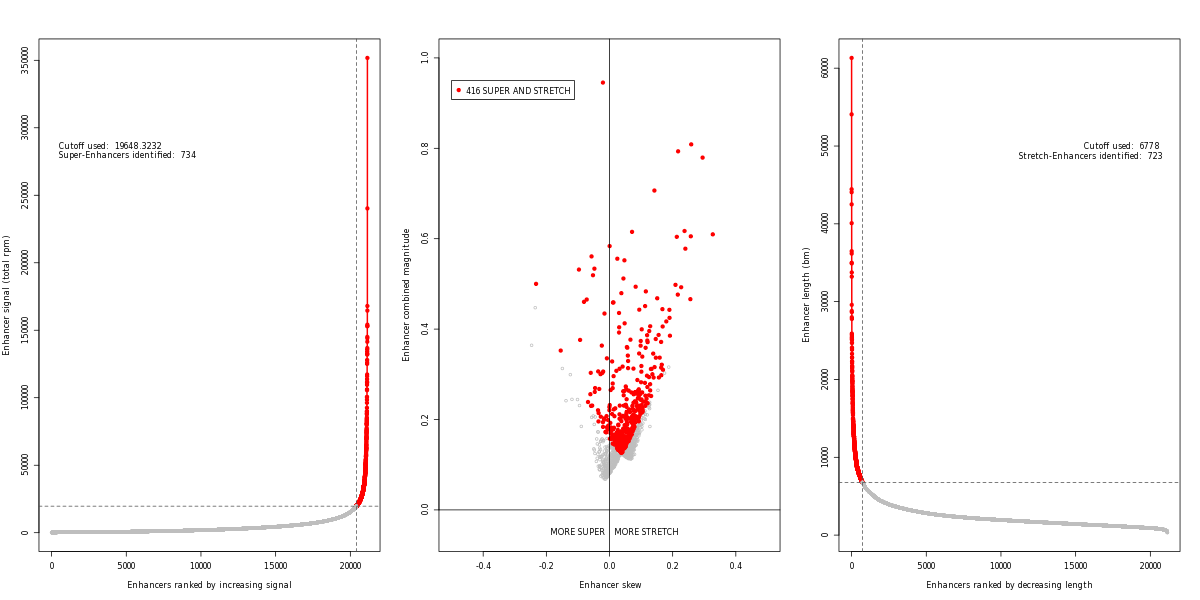 350000
300000
250000
200000
150000
100000
50000
0
Enhancer signal (total rpm)
Cutoff used: 19648.3232
Super-Enhancers identified: 734
0
5000
10000
15000
20000
Enhancers ranked by increasing signal
1.0
0.8
0.6
0.4
0.2
0.0
Enhancer combined magnitude
416 SUPER AND STRETCH
MORE SUPER
MORE STRETCH
-0.4
-0.2
0.0
0.2
0.4
Enhancer skew
60000
50000
40000
30000
20000
10000
0
Enhancer length (bm)
Cutoff used: 6778
Stretch-Enhancers identified: 723
0
5000
10000
15000
20000
Enhancers ranked by decreasing length